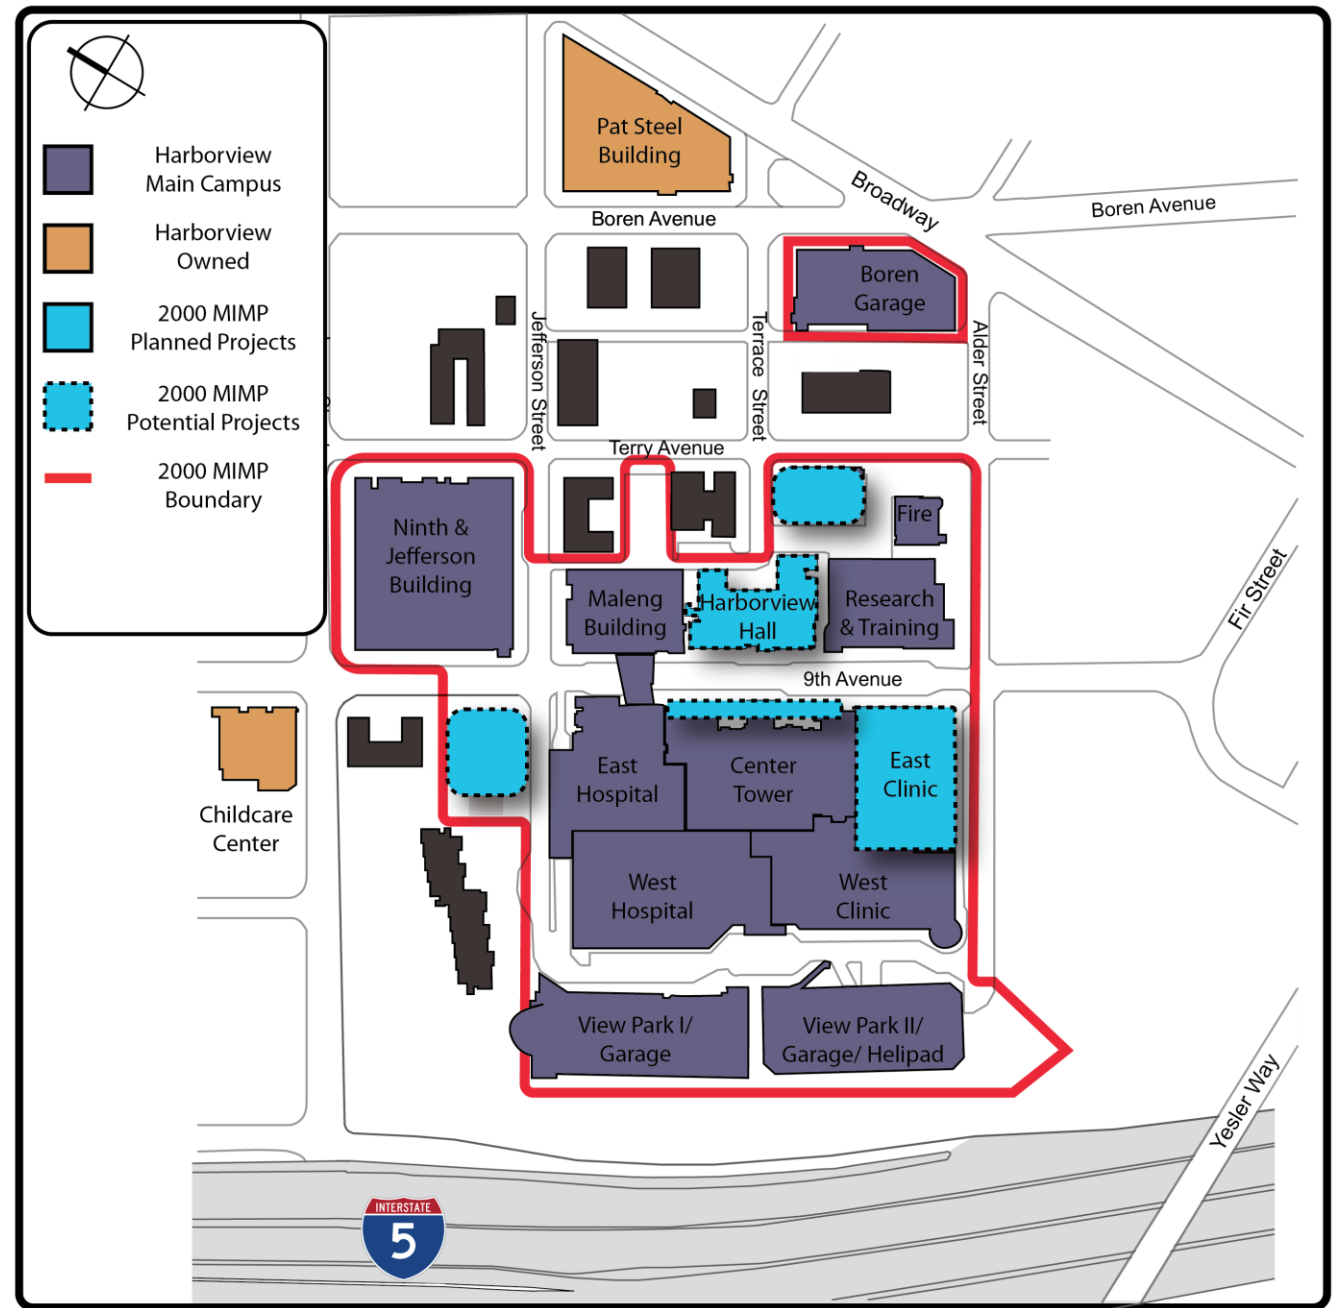 Harborview
Main Campus
Harborview
Owned
2000 MIMP
Planned Projects
2000 MIMP
Potential Projects
2000 MIMP
Boundary
Pat Steel
Building
Broadway
Boren Avenue
Boren Avenue
Boren
Garage
Jefferson Street
Terrace Street
Alder Street
Terry Avenue
Ninth &
Jefferson
Building
Fire
Maleng
Building
Harborview
Hall
Research
& Training
Fir Street
9th Avenue
East
Hospital
Center
Tower
East
Clinic
Childcare
Center
West
Hospital
West
Clinic
View Park I/
Garage
View Park II/
Garage/ Helipad
Yesler Way
INTERSTATE
5